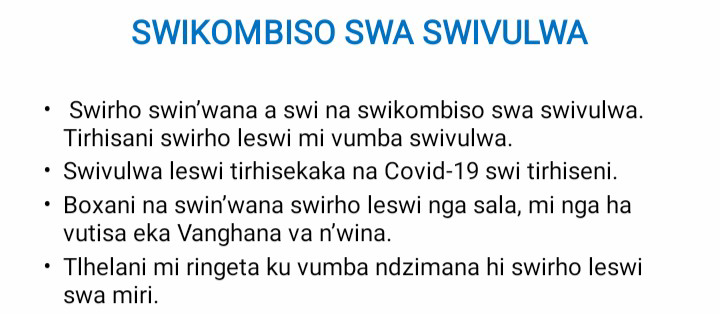 SWIKOMBISO SWA SWIVULWA
• Swirho swin’wana a swi na swikombiso swa swivulwa.
Tirhisani swirho leswi mi vumba swivulwa.
• Swivulwa leswi tirhisekaka na Covid-19 swi tirhiseni.
• Boxani na swin’wana swirho leswi nga sala, mi nga ha
vutisa eka Vanghana va n’wina.
• Tlhelani mi ringeta ku vumba ndzimana hi swirho leswi
swa miri.